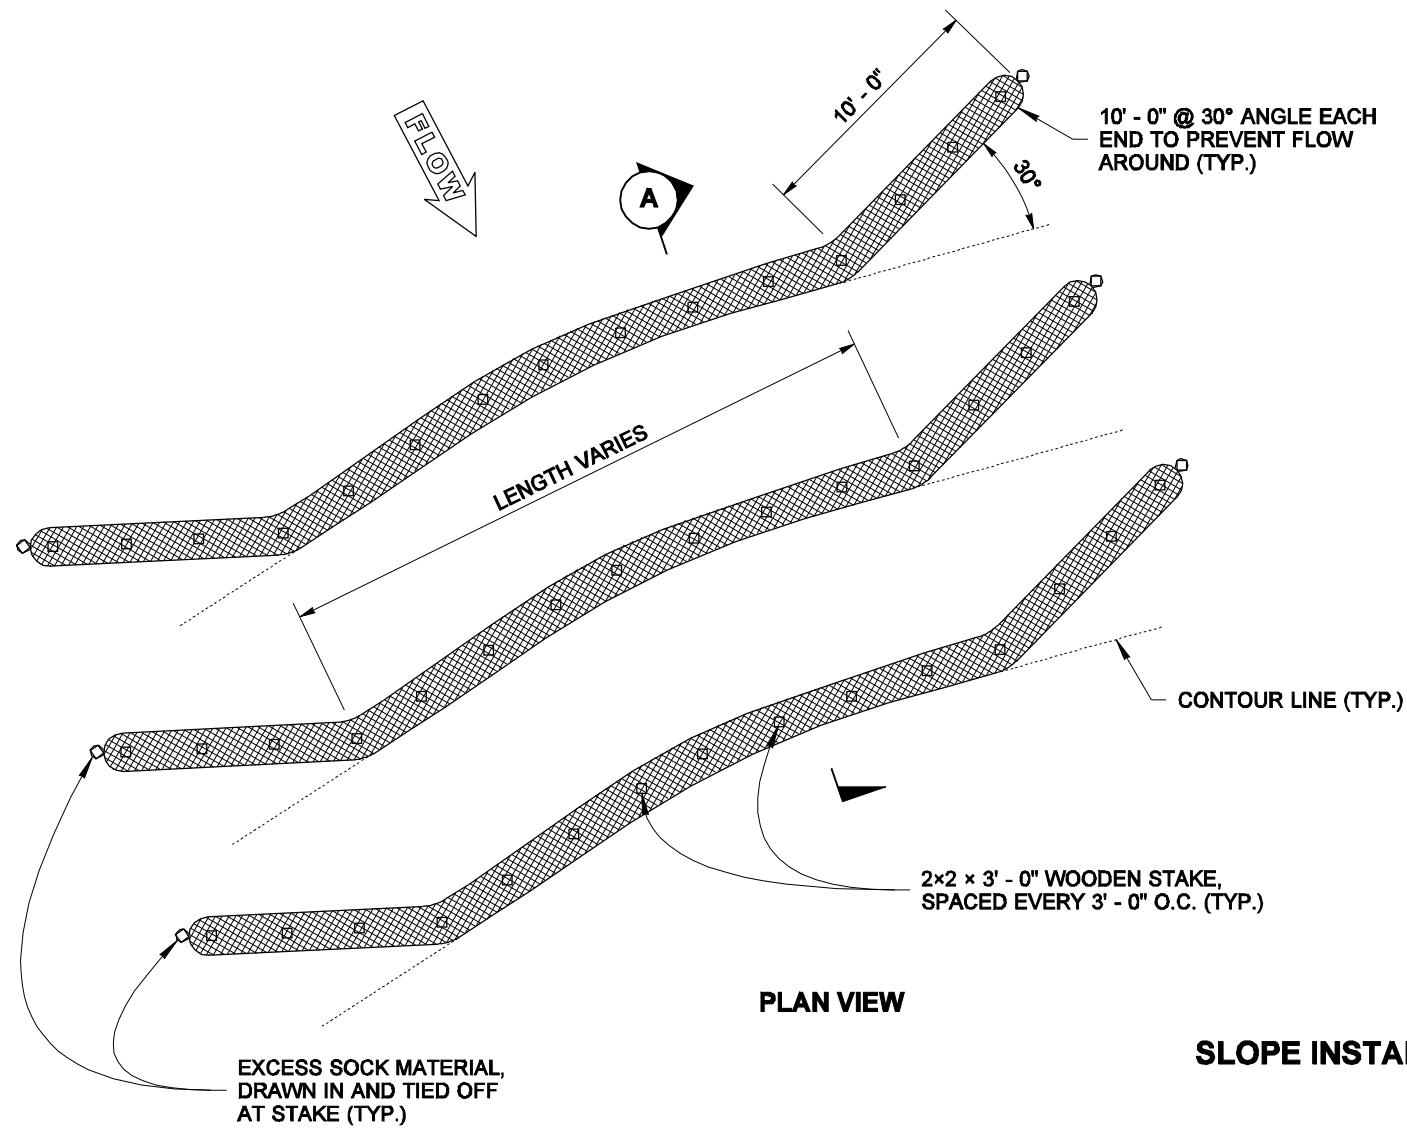 10' - 0"
FLOW
A
10' - 0" @ 30° ANGLE EACH
END TO PREVENT FLOW
AROUND (TYP.)
30°
LENGTH VARIES
CONTOUR LINE (TYP.)
2×2 × 3' - 0" WOODEN STAKE,
SPACED EVERY 3' - 0" O.C. (TYP.)
PLAN VIEW
SLOPE INSTAL
EXCESS SOCK MATERIAL,
DRAWN IN AND TIED OFF
AT STAKE (TYP.)